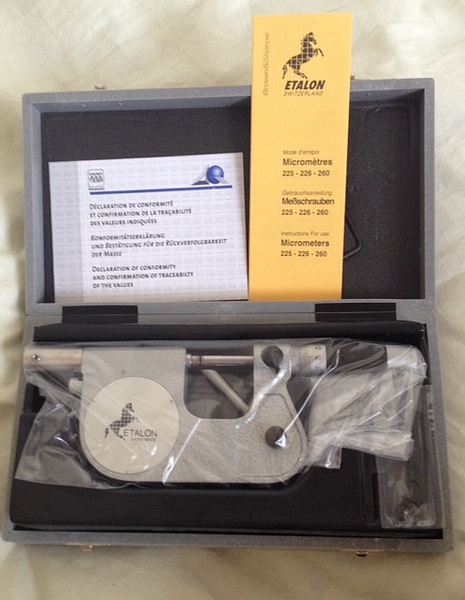 Brown&Sharpe
ETALON
SWITZERLAND
Mode d'emploi
Micromètres
225 - 226 - 260
Gebrauchsanleitung
Meßschrauben
225 - 226 - 260
Instructions For use
Micrometers
225 - 226 - 260
DÉCLARATION DE CONFORMITÉ
ET CONFIRMATION DE LA TRAÇABILITÉ
DES VALEURS INDIQUÉES
KONFORMITÄTSERKLÄRUNG
UND BESTÄTIGUNG FÜR DIE RÜCKVERFOLGBARKEIT
DER MASSE
DECLARATION OF CONFORMITY
AND CONFIRMATION OF TRACEABILTY
OF THE VALUES
ETALON